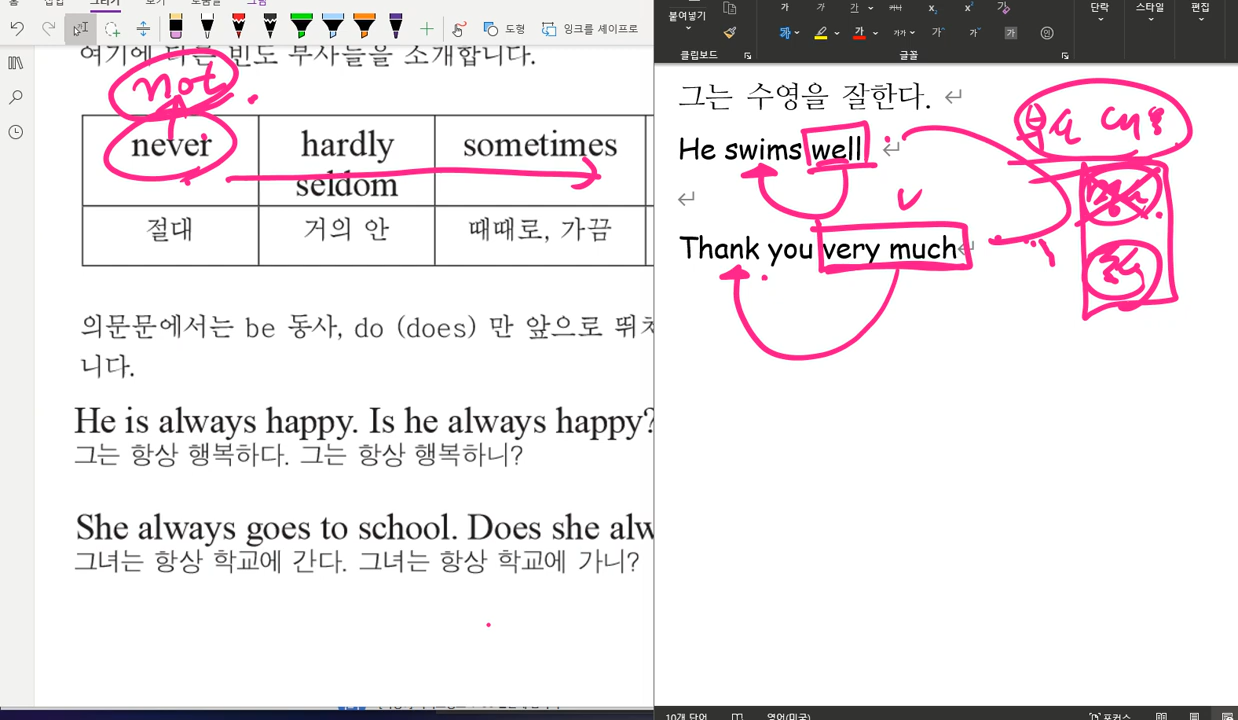 그리기
도형
잉크를 셰이프로
여기에 다른 빈도 부사들을 소개합니다.
not
never hardly sometimes
seldom
절대 거의 안 때때로, 가끔
의문문에서는 be 동사, do (does) 만 앞으로 뛰쳐
니다.
He is always happy. Is he always happy?
그는 항상 행복하다. 그는 항상 행복하니?
She always goes to school. Does she alw
그녀는 항상 학교에 간다. 그녀는 항상 학교에 가니?
붙여넣기
클립보드
글꼴
단락
스타일
편집
그는 수영을 잘한다.
He swims well
Thank you very much
10개 단어
영어(미국)
포커스